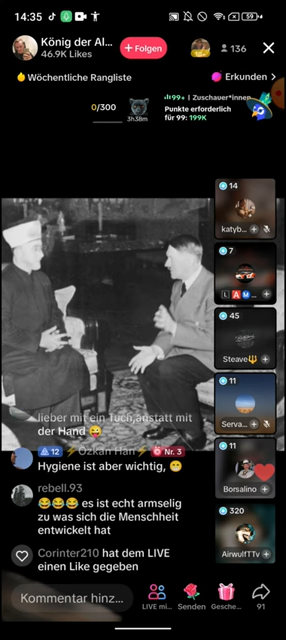 14:35
59
König der Al...
46.9K Likes
+ Folgen
136
Wöchentliche Rangliste
Erkunden >
0/300
3h38m
99+ | Zuschauer*innen
Punkte erforderlich
für 99: 199K
14
katyb...
7
L A M...
45
Steave
11
Serva...
11
Borsalino
320
AirwulfTTv
lieber mit ein Tuch,anstatt mit
der Hand
12 Özkan Han Nr. 3
Hygiene ist aber wichtig,
rebell.93
es ist echt armselig
zu was sich die Menschheit
entwickelt hat
Corinter210 hat dem LIVE
einen Like gegeben
Kommentar hinz...
LIVE mi...
Senden
Gesche...
91